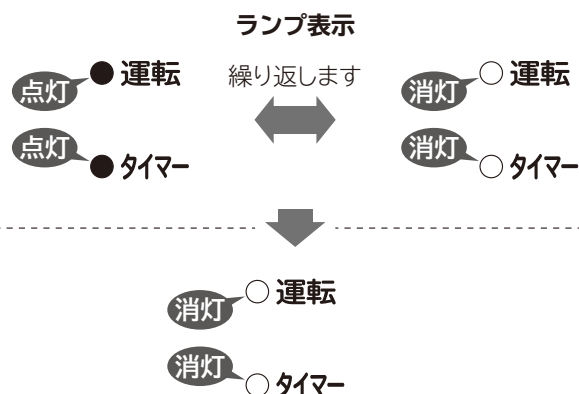 ランプ表示
点灯 ● 運転
繰り返します
消灯 ○ 運転
点灯 ● タイマー
消灯 ○ タイマー
消灯 ○ 運転
消灯 ○ タイマー